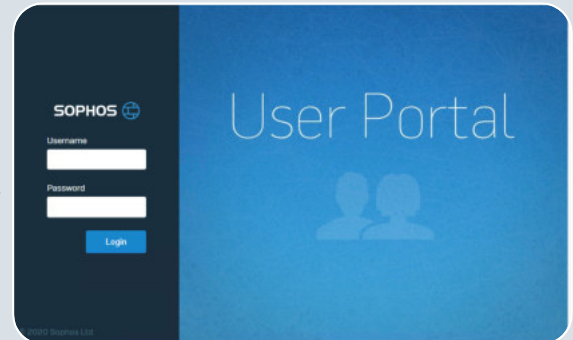 SOPHOS
Username
Password
Login
User Portal
© 2020 Sophos Ltd